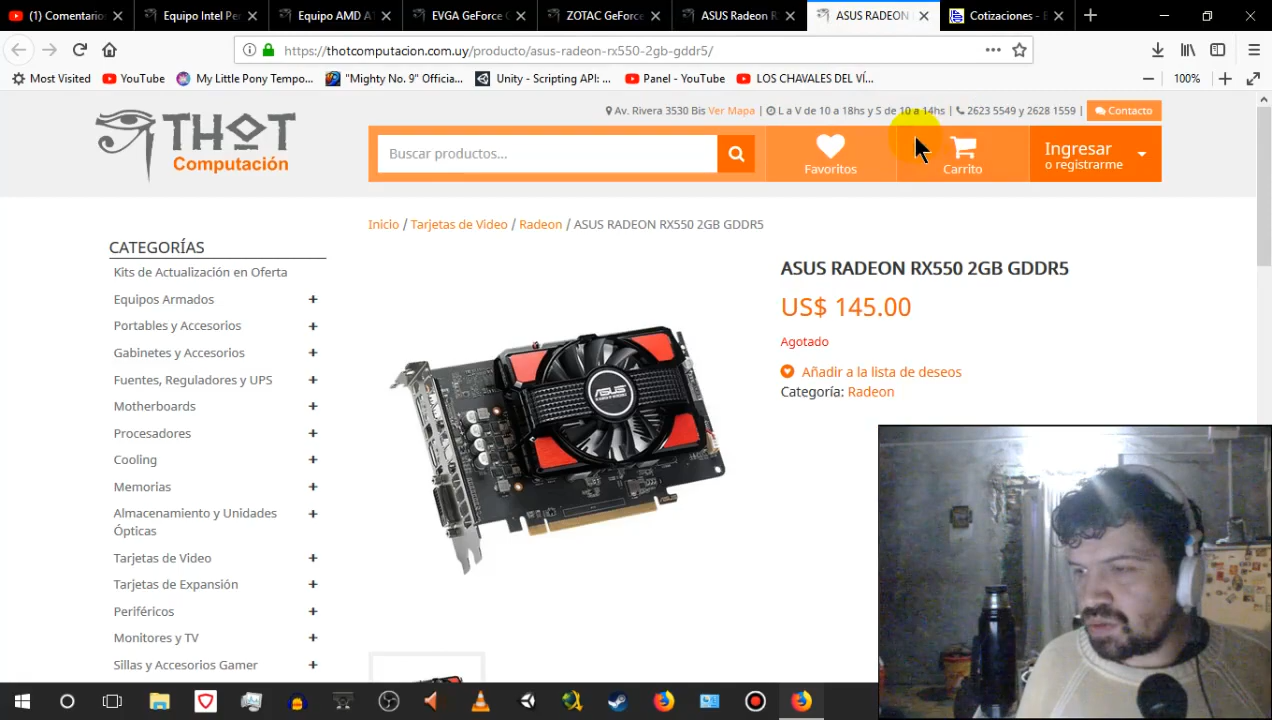 (1) Comentario
Equipo Intel Pe
Equipo AMD A
EVGA GeForce G
ZOTAC GeForce
ASUS Radeon R
ASUS RADEON
Cotizaciones - B
https://thotcomputacion.com.uy/producto/asus-radeon-rx550-2gb-gddr5/
Most Visited
YouTube
My Little Pony Tempo...
"Mighty No. 9" Officia...
Unity - Scripting API: ...
Panel - YouTube
LOS CHAVALES DEL VÍ...
100%
Av. Rivera 3530 Bis Ver Mapa | L a V de 10 a 18hs y S de 10 a 14hs | 2623 5549 y 2628 1559 | Contacto
THOT
Computación
Buscar productos...
Favoritos
Carrito
Ingresar
o registrarme
Inicio / Tarjetas de Video / Radeon / ASUS RADEON RX550 2GB GDDR5
CATEGORÍAS
Kits de Actualización en Oferta
Equipos Armados +
Portables y Accesorios +
Gabinetes y Accesorios +
Fuentes, Reguladores y UPS +
Motherboards +
Procesadores +
Cooling +
Memorias +
Almacenamiento y Unidades +
Ópticas
Tarjetas de Video +
Tarjetas de Expansión +
Periféricos +
Monitores y TV +
Sillas y Accesorios Gamer +
ASUS RADEON RX550 2GB GDDR5
US$ 145.00
Agotado
Añadir a la lista de deseos
Categoría: Radeon
ASUS